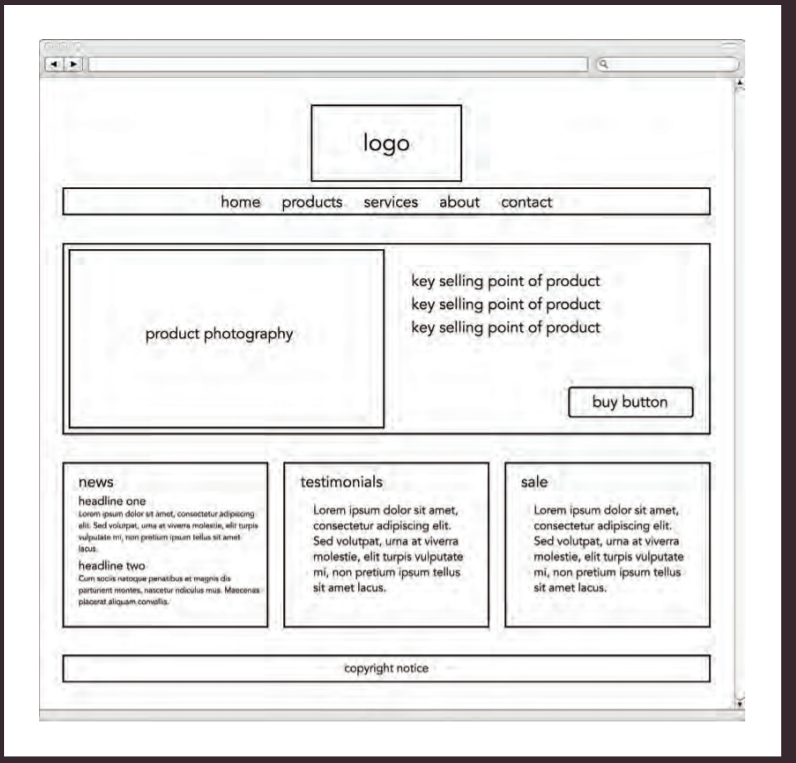 logo
home products services about contact
product photography
key selling point of product
key selling point of product
key selling point of product
buy button
news
headline one
Lorem ipsum dolor sit amet, consectetur adipiscing
elit. Sed volutpat, urna at viverra molestie, elit turpis
vulputate mi, non pretium ipsum tellus sit amet
lacus.
headline two
Cum sociis natoque penatibus et magnis dis
parturient montes, nascetur ridiculus mus. Maecenas
placerat aliquam convallis.
testimonials
Lorem ipsum dolor sit amet,
consectetur adipiscing elit.
Sed volutpat, urna at viverra
molestie, elit turpis vulputate
mi, non pretium ipsum tellus
sit amet lacus.
sale
Lorem ipsum dolor sit amet,
consectetur adipiscing elit.
Sed volutpat, urna at viverra
molestie, elit turpis vulputate
mi, non pretium ipsum tellus
sit amet lacus.
copyright notice